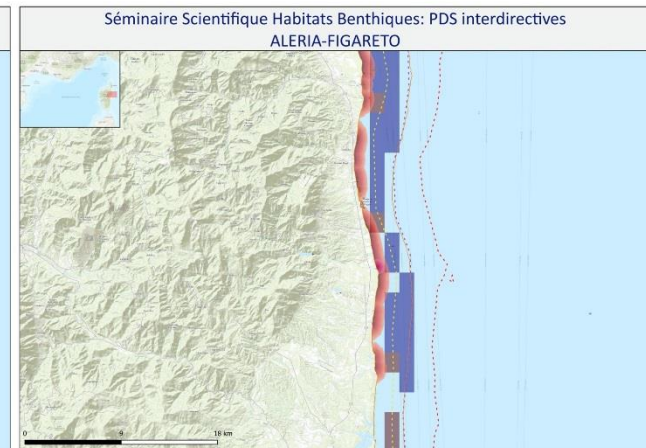 Séminaire Scientifique Habitats Benthiques: PDS interdirectives
ALERIA-FIGARETO
0 9 18 km